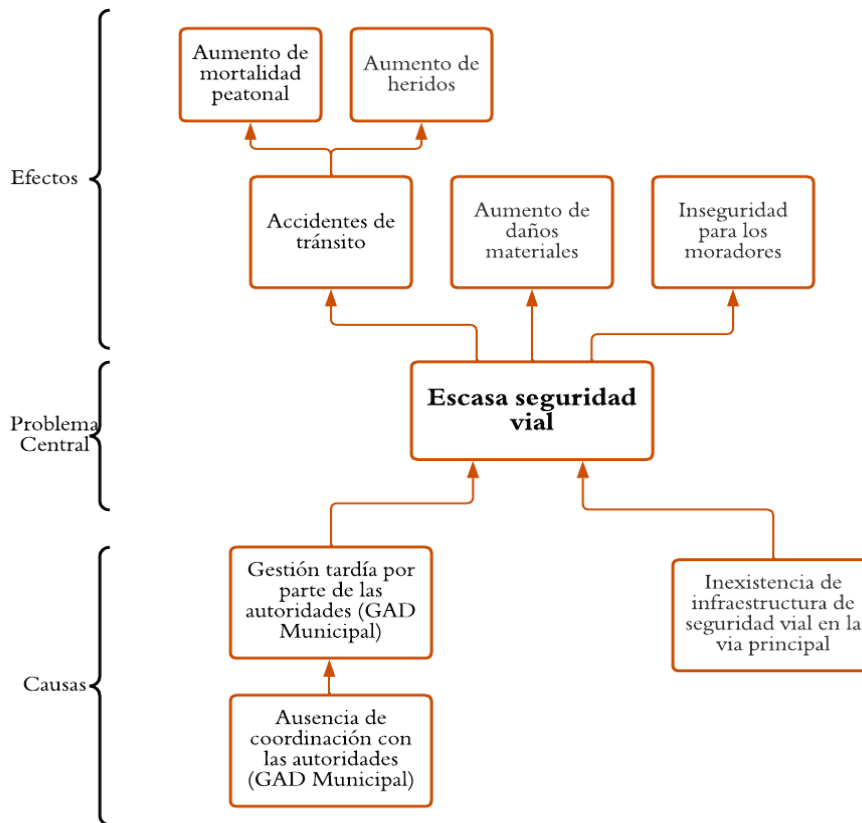 Aumento de
mortalidad
peatonal
Aumento de
heridos
Efectos
Accidentes de
tránsito
Aumento de
daños
materiales
Inseguridad
para los
moradores
Problema
Central
Escasa seguridad
vial
Causas
Gestión tardía por
parte de las
autoridades (GAD
Municipal)
Inexistencia de
infraestructura de
seguridad vial en la
via principal
Ausencia de
coordinación con
las autoridades
(GAD Municipal)